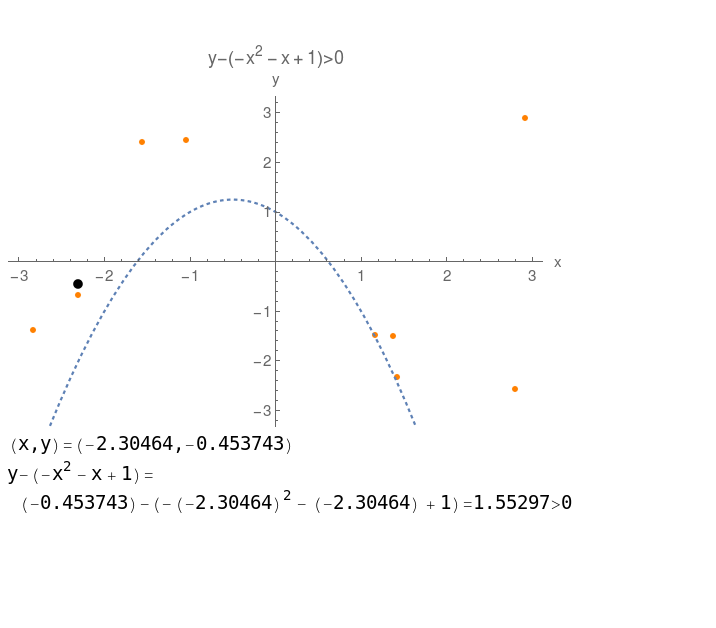 y−(−x² − x + 1)>0
y
3
2
1
−3 −2 −1 1 2 3 x
−1
−2
−3
(x,y) = (−2.30464,−0.453743)
y− (−x² − x + 1) =
(−0.453743) − (− (−2.30464)² − (−2.30464) + 1) =1.55297>0